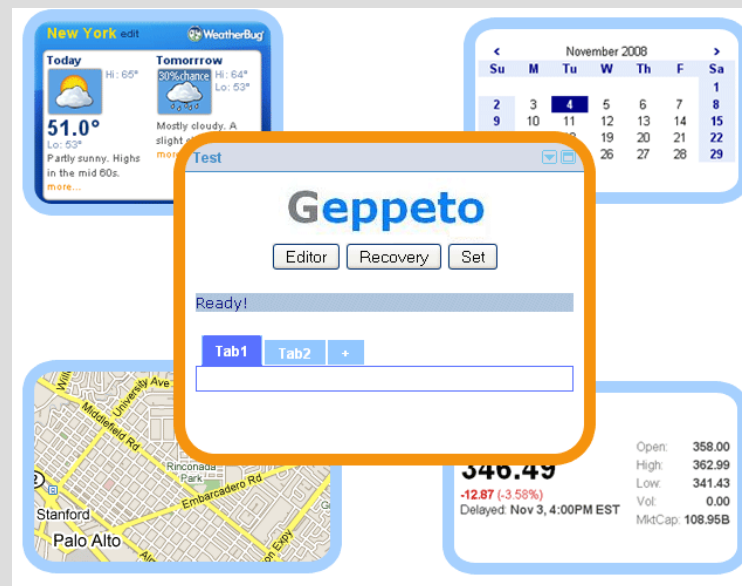 New York edit WeatherBug
Today
Hi: 65°
51.0°
Lo: 53°
Partly sunny. Highs
in the mid 60s.
more...
Tomorrrow
30% chance Hi: 64°
Lo: 53°
Mostly cloudy. A
slight
< November 2008 >
Su M Tu W Th F Sa
1
2 3 4 5 6 7 8
9 10 11 12 13 14 15
19 20 21 22
26 27 28 29
Test
Geppeto
Editor Recovery Set
Ready!
Tab1 Tab2 +
University Ave
Middlefield Rd
Rinconada
Park
Embarcadero Rd
Stanford
Palo Alto
346.49
-12.87 (-3.58%)
Delayed: Nov 3, 4:00PM EST
Open: 358.00
High: 362.99
Low: 341.43
Vol: 0.00
MktCap: 108.95B